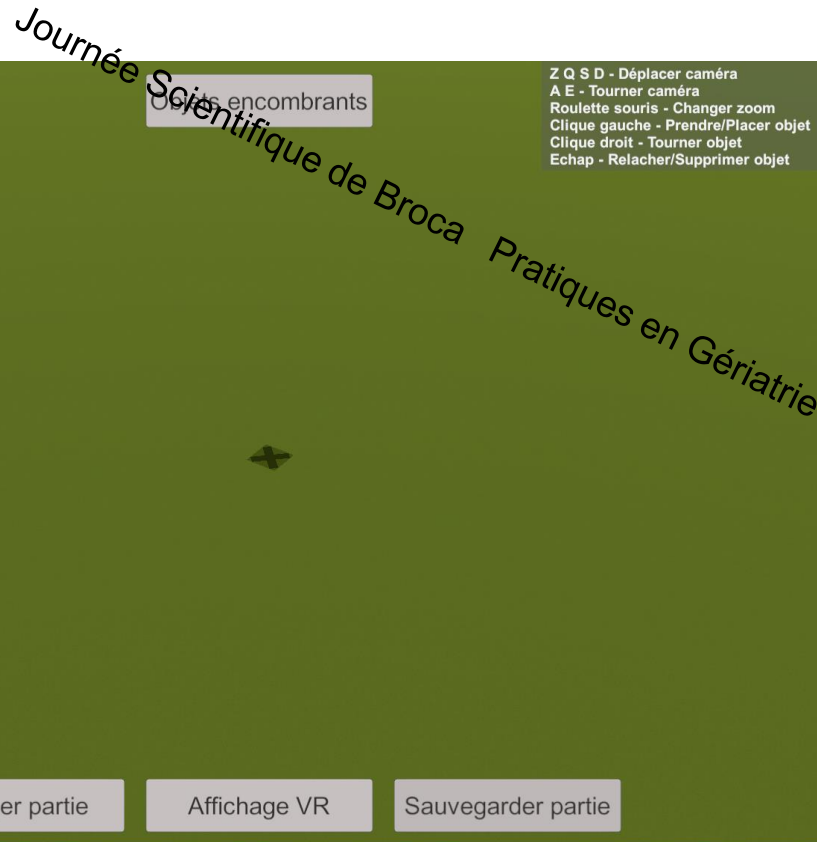 Journée Scientifique de Broca   Pratiques en Gériatrie
Objets encombrants
Z Q S D - Déplacer caméra
A E - Tourner caméra
Roulette souris - Changer zoom
Clique gauche - Prendre/Placer objet
Clique droit - Tourner objet
Echap - Relacher/Supprimer objet
er partie
Affichage VR
Sauvegarder partie